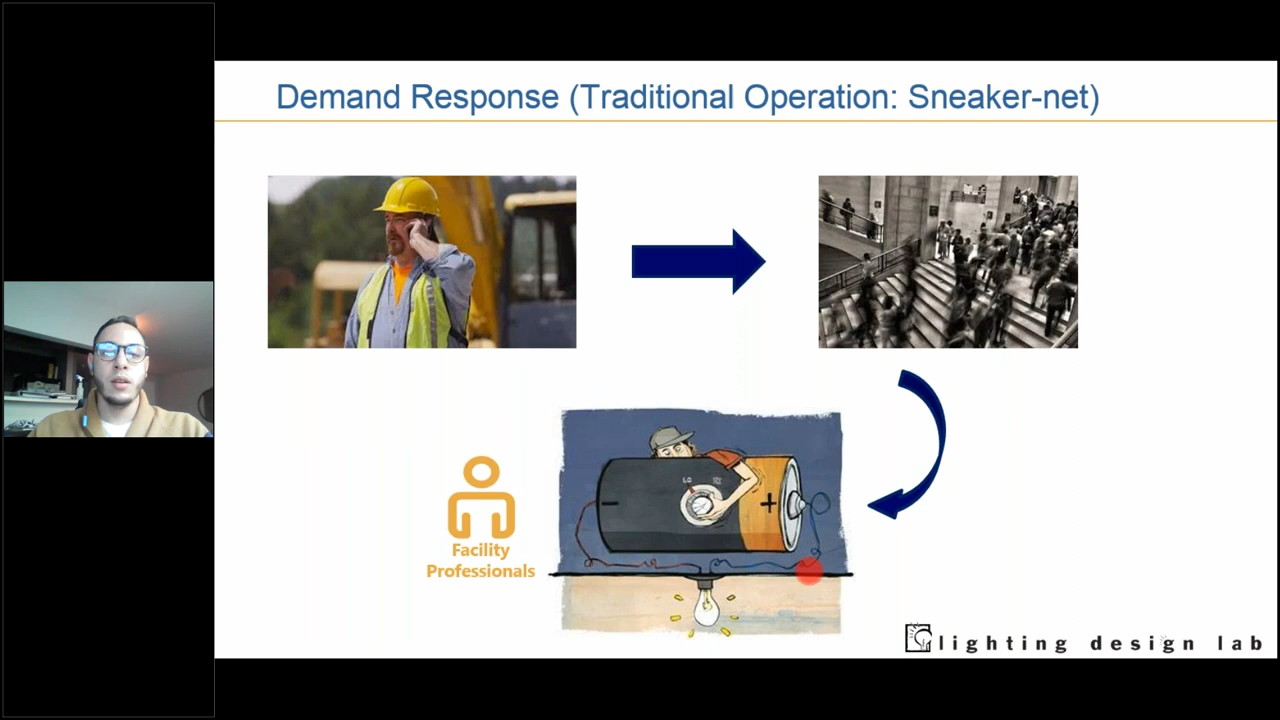 Demand Response (Traditional Operation: Sneaker-net)
Facility
Professionals
lighting design lab